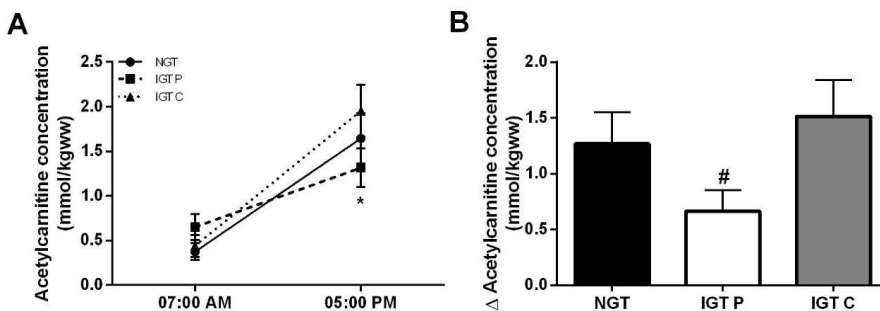 A
Acetylcarnitine concentration
(mmol/kgww)
2.5
2.0
1.5
1.0
0.5
0.0
NGT
IGT P
IGT C
*
07:00 AM
05:00 PM
B
Δ Acetylcarnitine concentration
(mmol/kgww)
2.0
1.5
1.0
0.5
0.0
#
NGT
IGT P
IGT C